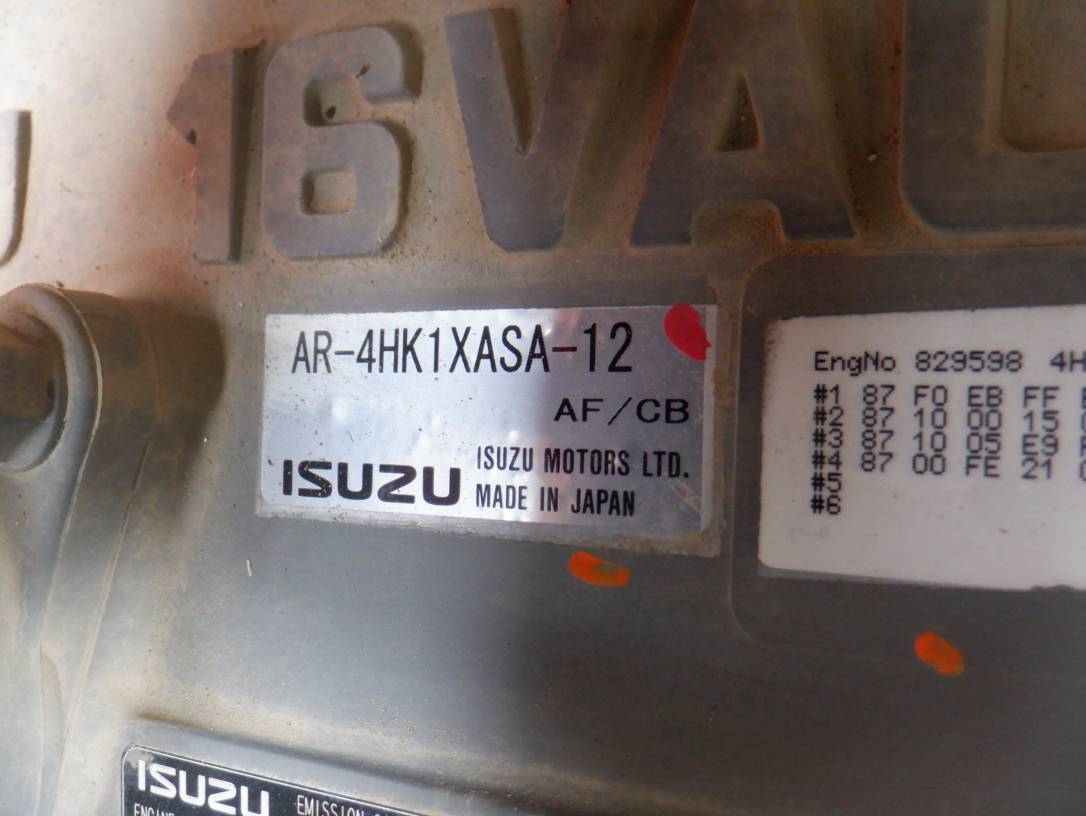 16VAL
AR-4HK1XASA-12
AF/CB
ISUZU ISUZU MOTORS LTD.
MADE IN JAPAN
EngNo 829598 4H
#1 87 F0 EB FF
#2 87 10 00 15
#3 87 10 05 E9
#4 87 00 FE 21
#5
#6
ISUZU EMISSION
ENGINE